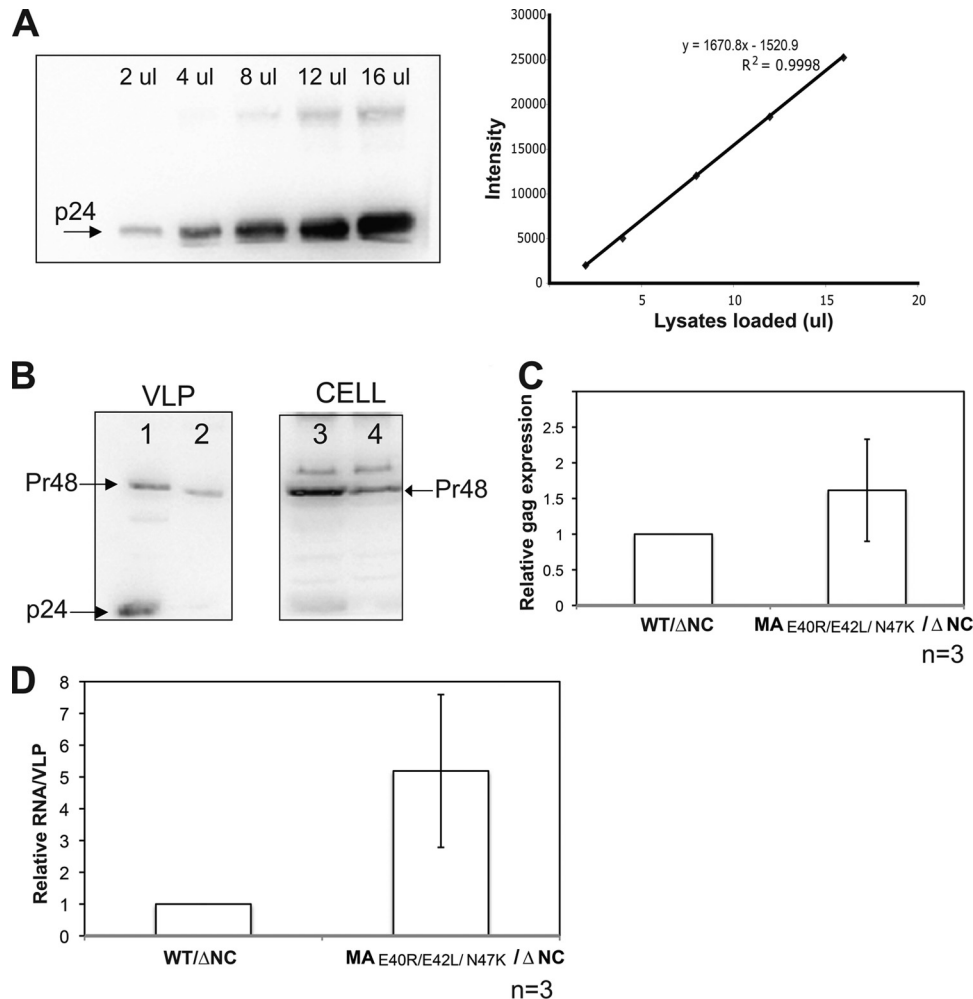 A
2 ul 4 ul 8 ul 12 ul 16 ul
p24
30000
25000
20000
15000
10000
5000
0
Intensity
y = 1670.8x - 1520.9
R2 = 0.9998
5 10 15 20
Lysates loaded (ul)
B
VLP
1 2
Pr48
p24
CELL
3 4
Pr48
C
2.5
2
1.5
1
0.5
0
Relative gag expression
WT/ΔNC MA E40R/E42L/ N47K / Δ NC
n=3
D
8
7
6
5
4
3
2
1
0
Relative RNA/VLP
WT/ΔNC MA E40R/E42L/ N47K / Δ NC
n=3